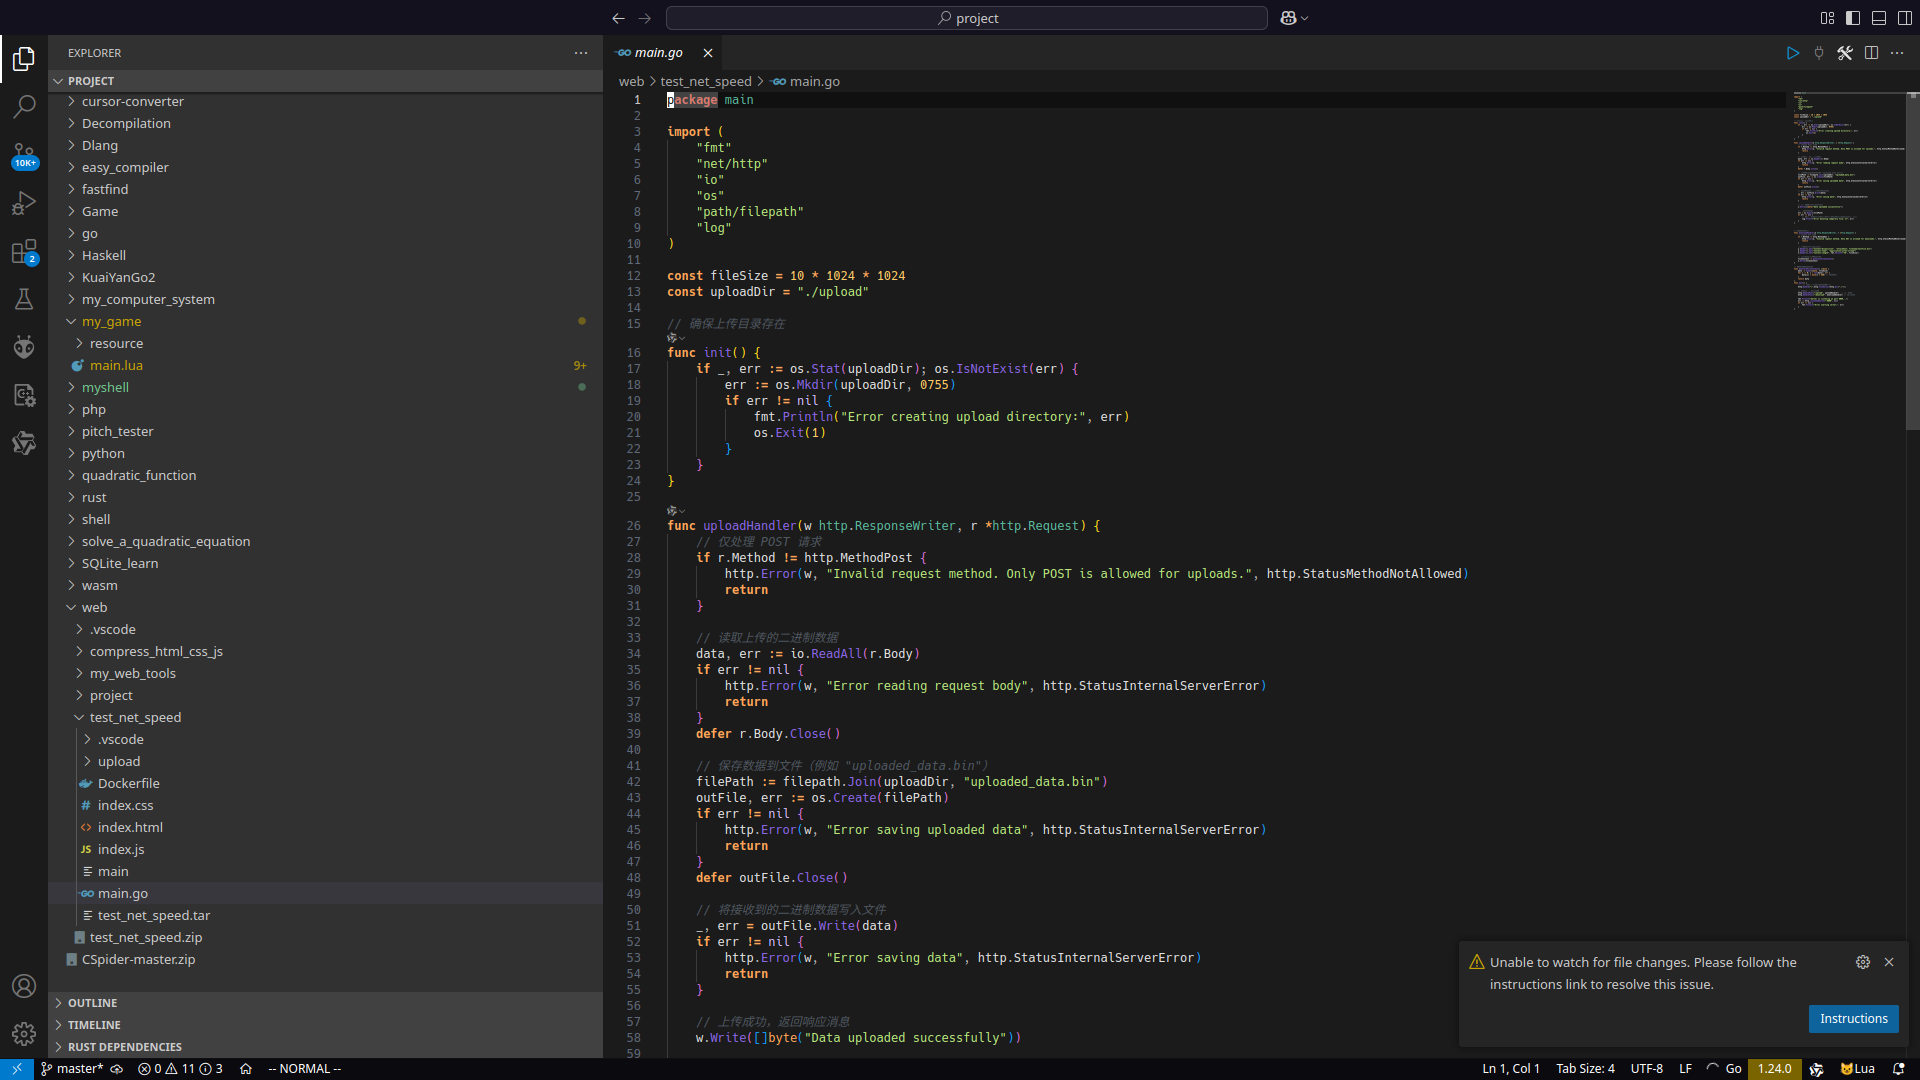 project
EXPLORER
PROJECT
cursor-converter
Decompilation
Dlang
easy_compiler
fastfind
Game
go
Haskell
KuaiYanGo2
my_computer_system
my_game
resource
main.lua 9+
myshell
php
pitch_tester
python
quadratic_function
rust
shell
solve_a_quadratic_equation
SQLite_learn
wasm
web
.vscode
compress_html_css_js
my_web_tools
project
test_net_speed
.vscode
upload
Dockerfile
index.css
index.html
JS index.js
main
main.go
test_net_speed.tar
test_net_speed.zip
CSpider-master.zip
OUTLINE
TIMELINE
RUST DEPENDENCIES
10K+
2
main.go
web > test_net_speed > main.go
1 package main
2
3 import (
4 "fmt"
5 "net/http"
6 "io"
7 "os"
8 "path/filepath"
9 "log"
10 )
11
12 const fileSize = 10 * 1024 * 1024
13 const uploadDir = "./upload"
14
15 // 确保上传目录存在
16 func init() {
17 if _, err := os.Stat(uploadDir); os.IsNotExist(err) {
18 err := os.Mkdir(uploadDir, 0755)
19 if err != nil {
20 fmt.Println("Error creating upload directory:", err)
21 os.Exit(1)
22 }
23 }
24 }
25
26 func uploadHandler(w http.ResponseWriter, r *http.Request) {
27 // 仅处理 POST 请求
28 if r.Method != http.MethodPost {
29 http.Error(w, "Invalid request method. Only POST is allowed for uploads.", http.StatusMethodNotAllowed)
30 return
31 }
32
33 // 读取上传的二进制数据
34 data, err := io.ReadAll(r.Body)
35 if err != nil {
36 http.Error(w, "Error reading request body", http.StatusInternalServerError)
37 return
38 }
39 defer r.Body.Close()
40
41 // 保存数据到文件（例如 "uploaded_data.bin"）
42 filePath := filepath.Join(uploadDir, "uploaded_data.bin")
43 outFile, err := os.Create(filePath)
44 if err != nil {
45 http.Error(w, "Error saving uploaded data", http.StatusInternalServerError)
46 return
47 }
48 defer outFile.Close()
49
50 // 将接收到的二进制数据写入文件
51 _, err = outFile.Write(data)
52 if err != nil {
53 http.Error(w, "Error saving data", http.StatusInternalServerError)
54 return
55 }
56
57 // 上传成功，返回响应消息
58 w.Write([]byte("Data uploaded successfully"))
59
Unable to watch for file changes. Please follow the
instructions link to resolve this issue.
Instructions
master* 0 11 3 -- NORMAL -- Ln 1, Col 1 Tab Size: 4 UTF-8 LF Go 1.24.0 Lua